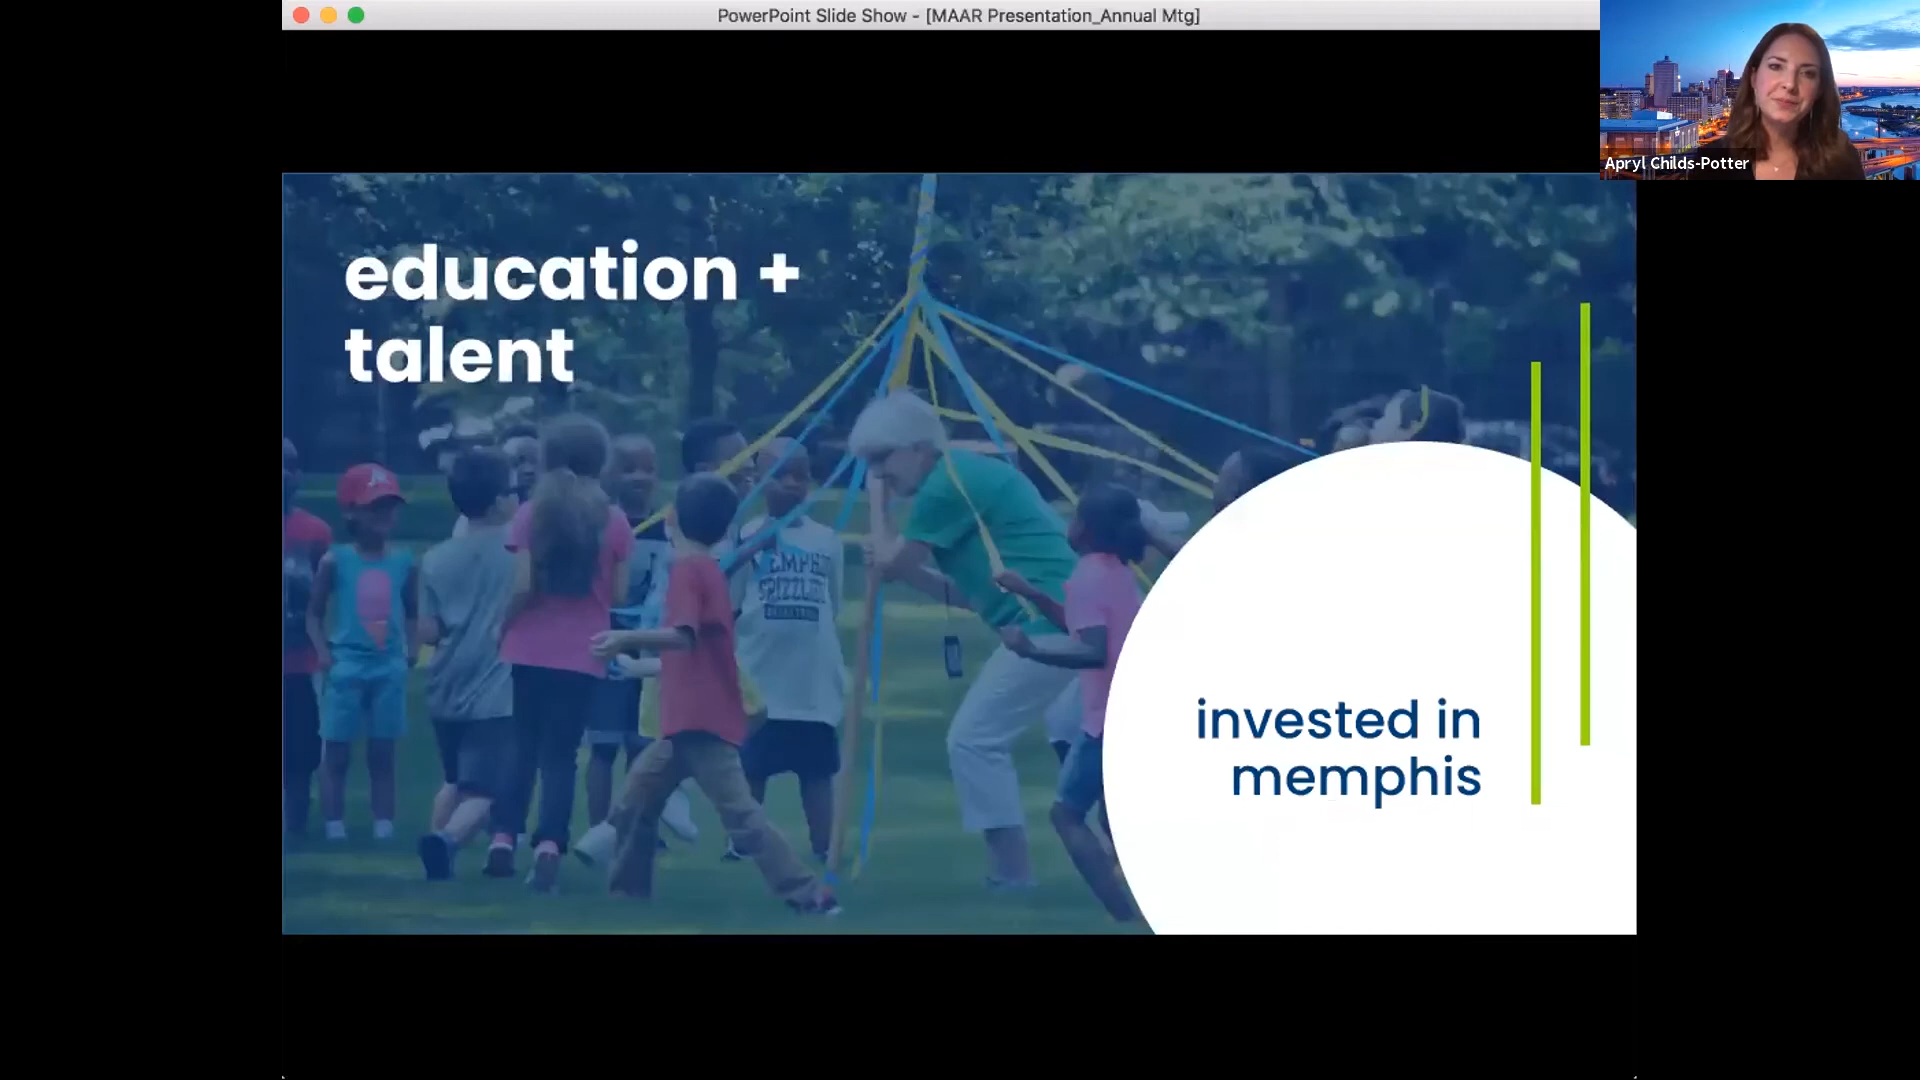 PowerPoint Slide Show - [MAAR Presentation_Annual Mtg]
Apryl Childs-Potter
education +
talent
invested in
memphis